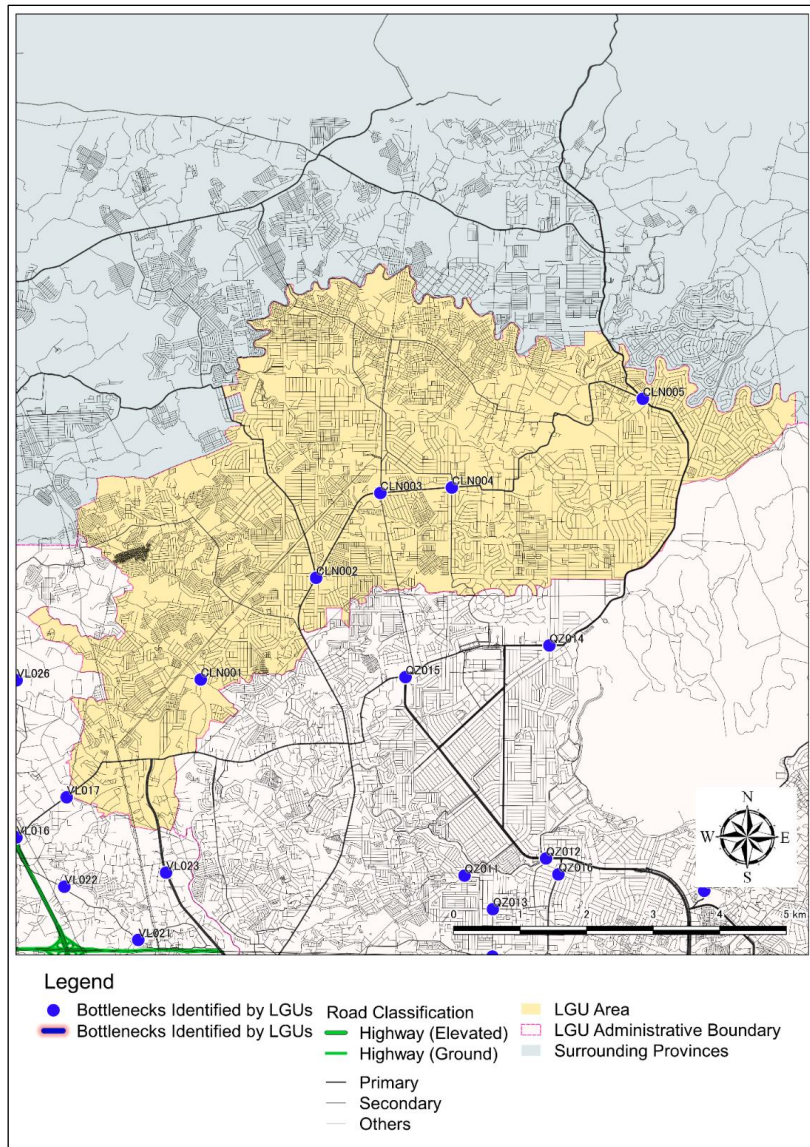 CLN005
CLN003
CLN004
CLN002
QZ014
CLN001
QZ015
VL026
VL017
VL016
QZ012
VL023
QZ011
QZ016
VL022
QZ013
VL021
N
W
E
S
0 1 2 3 4 5 km
Legend
Bottlenecks Identified by LGUs
Bottlenecks Identified by LGUs
Road Classification
Highway (Elevated)
Highway (Ground)
Primary
Secondary
Others
LGU Area
LGU Administrative Boundary
Surrounding Provinces